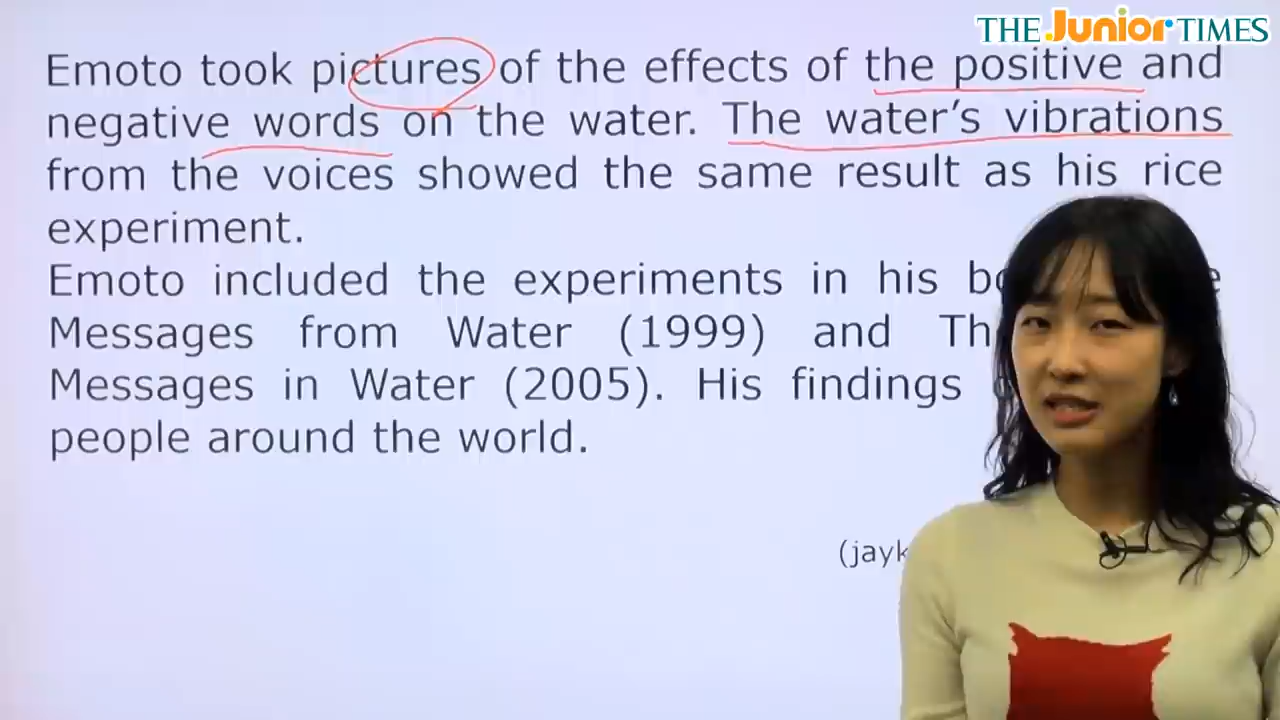 THE Junior TIMES
Emoto took pictures of the effects of the positive and
negative words on the water. The water's vibrations
from the voices showed the same result as his rice
experiment.
Emoto included the experiments in his
Messages from Water (1999) and
Messages in Water (2005). His findings
people around the world.